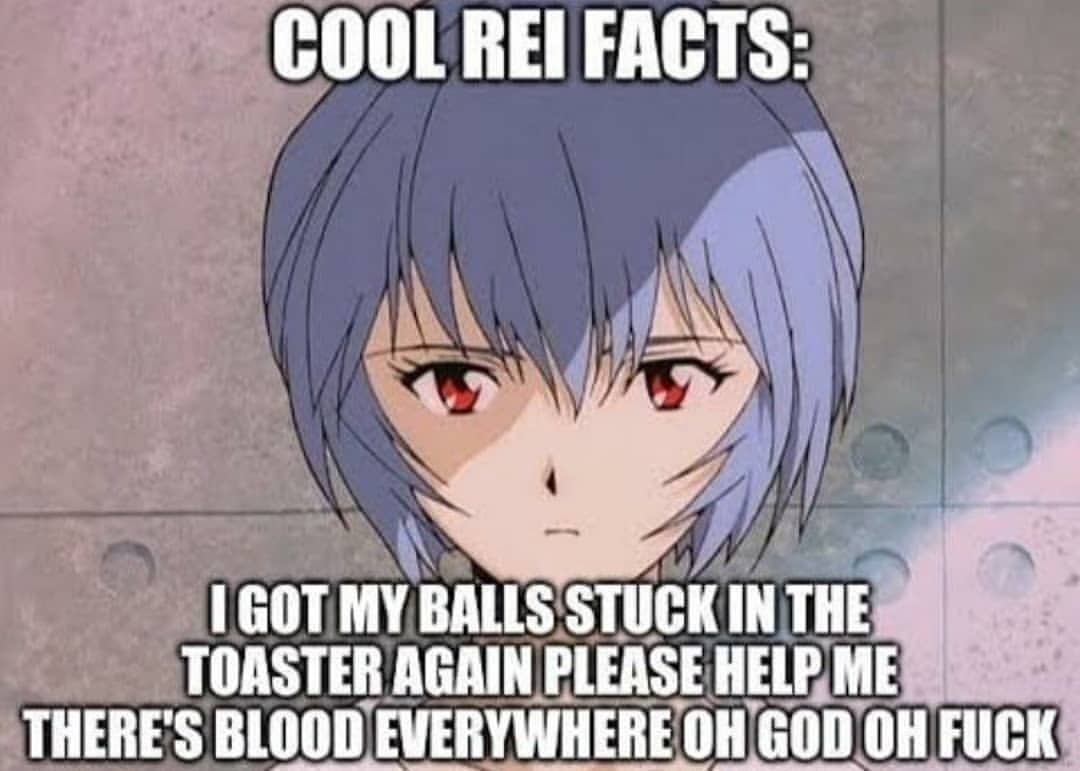 COOL REI FACTS:
I GOT MY BALLS STUCK IN THE
TOASTER AGAIN PLEASE HELP ME
THERE'S BLOOD EVERYWHERE OH GOD OH FUCK